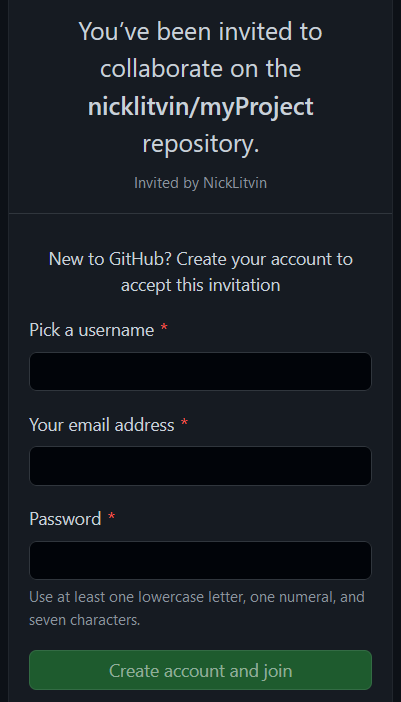 You’ve been invited to
collaborate on the
nicklitvin/myProject
repository.
Invited by NickLitvin
New to GitHub? Create your account to
accept this invitation
Pick a username *
Your email address *
Password *
Use at least one lowercase letter, one numeral, and
seven characters.
Create account and join